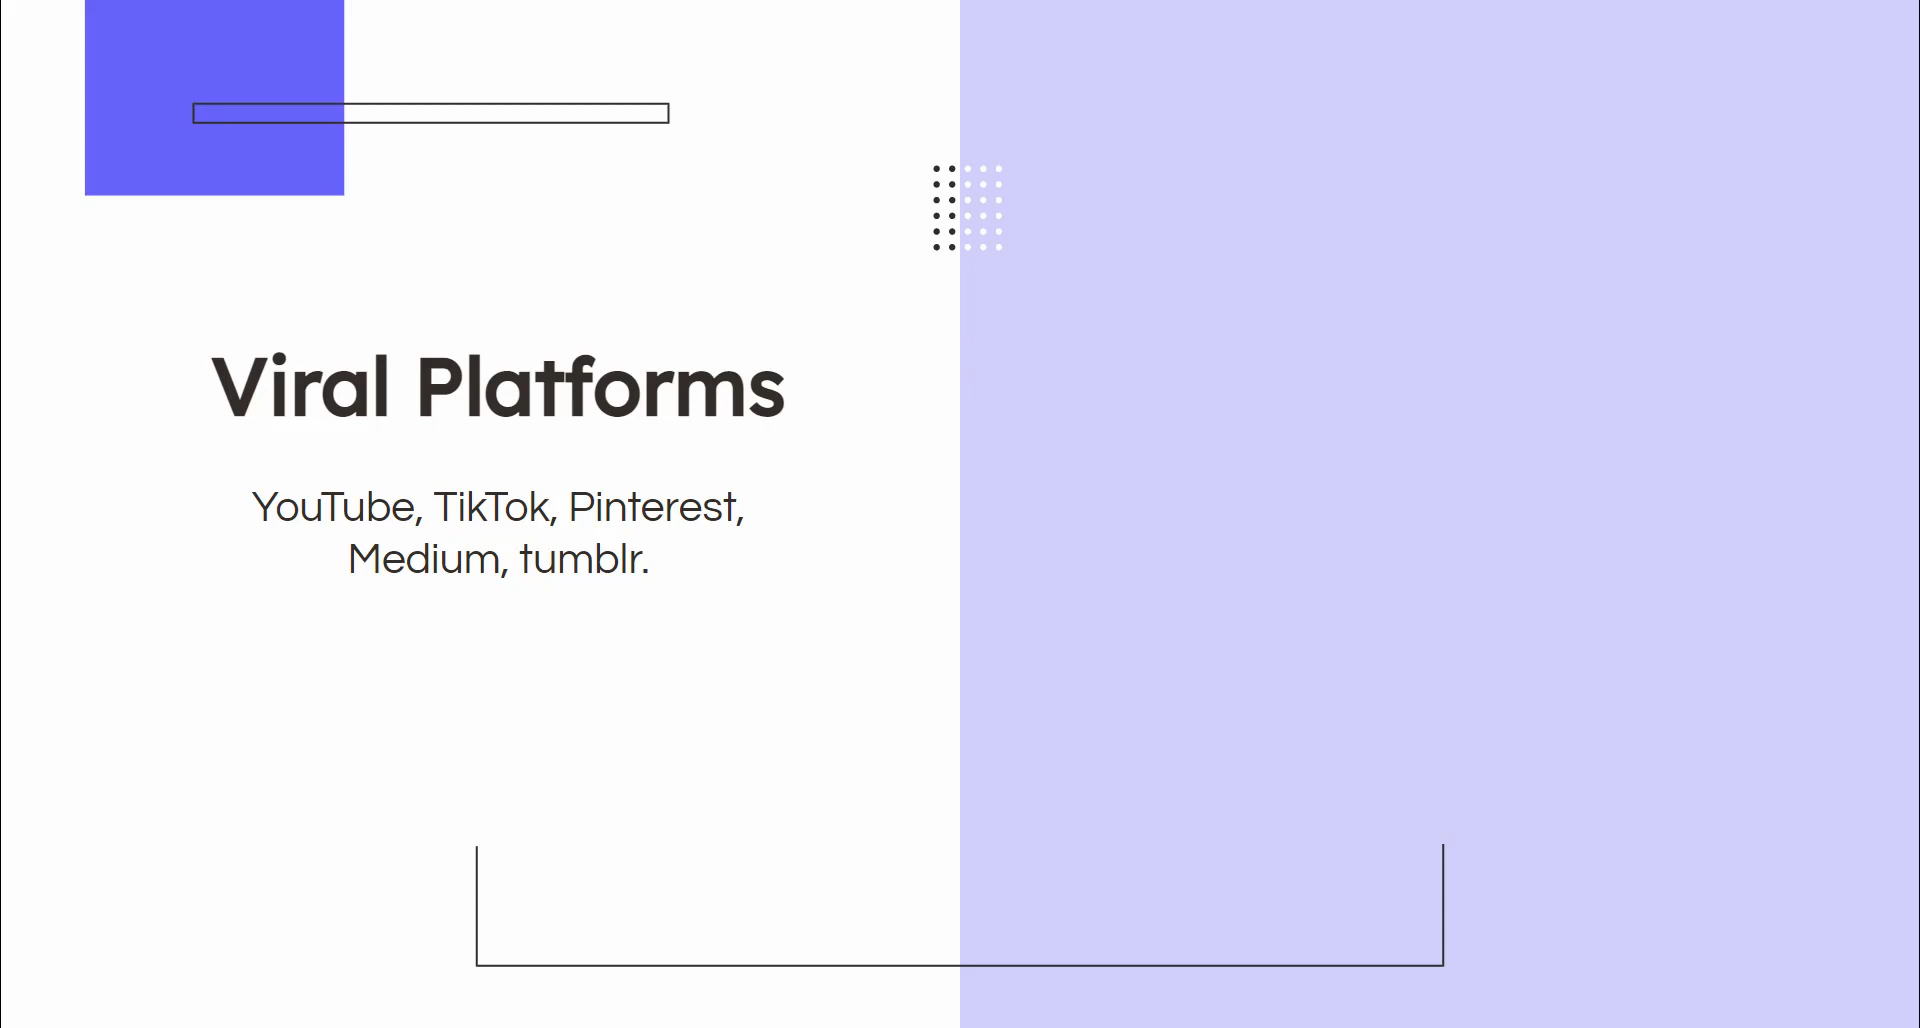 Viral Platforms
YouTube, TikTok, Pinterest,
Medium, tumblr.